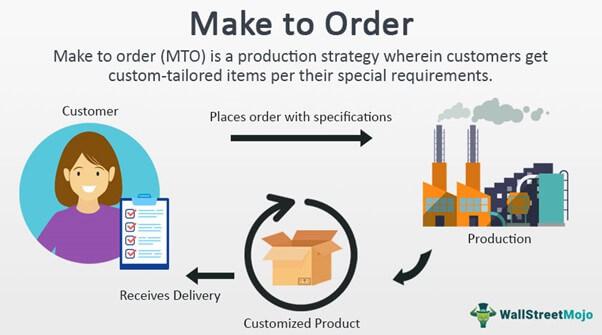 Make to Order
Make to order (MTO) is a production strategy wherein customers get
custom-tailored items per their special requirements.
Customer
Places order with specifications
Production
Receives Delivery
Customized Product
WallStreetMojo